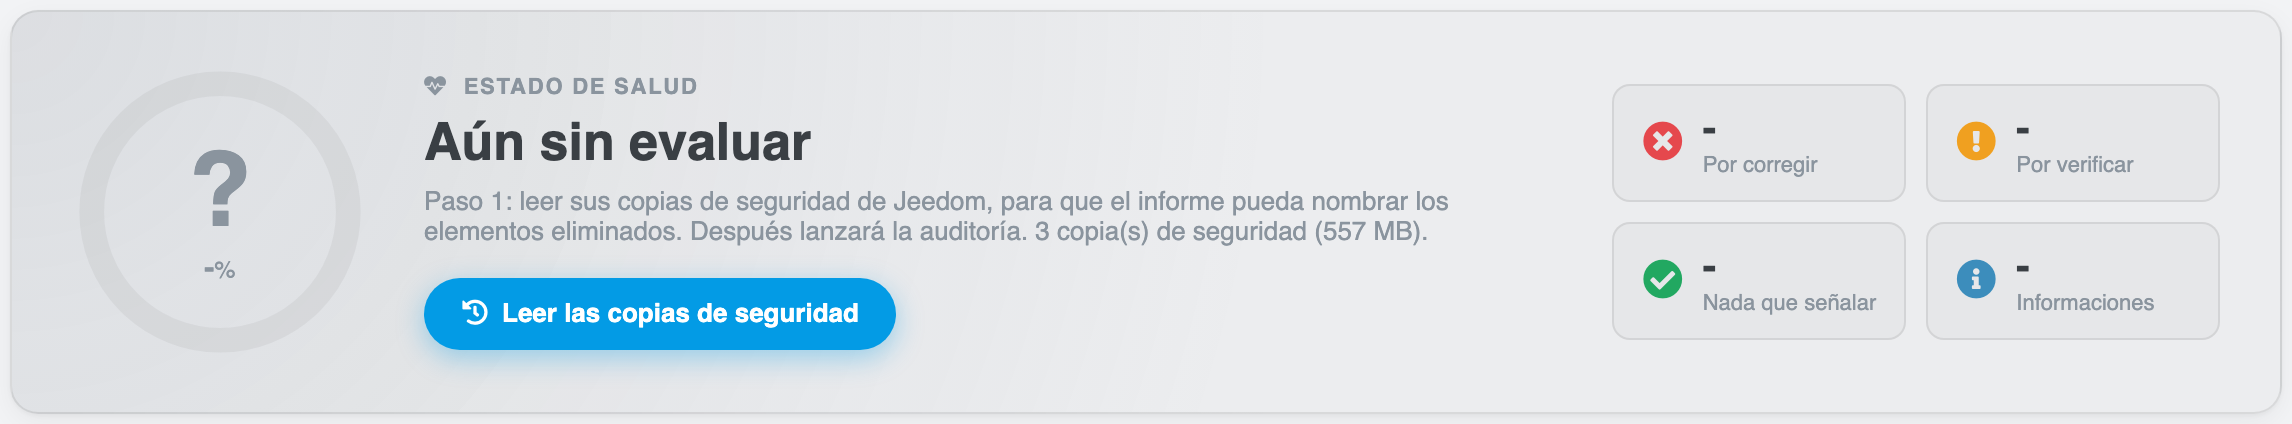 ESTADO DE SALUD
Aún sin evaluar
Paso 1: leer sus copias de seguridad de Jeedom, para que el informe pueda nombrar los
elementos eliminados. Después lanzará la auditoría. 3 copia(s) de seguridad (557 MB).
Leer las copias de seguridad
?
-%
-
Por corregir
-
Por verificar
-
Nada que señalar
-
Informaciones